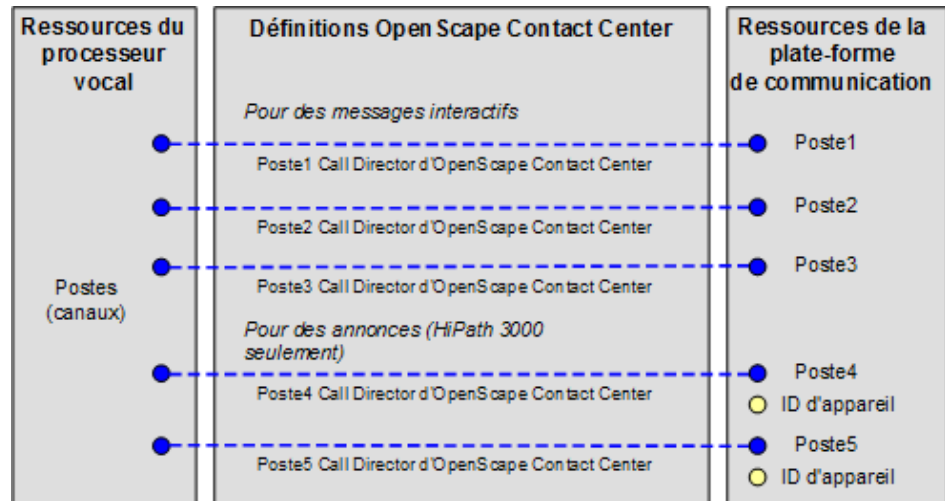 Ressources du
processeur
vocal
Définitions OpenScape Contact Center
Ressources de la
plate-forme
de communication
Pour des messages interactifs
Poste1
Poste1 Call Director d'OpenScape Contact Center
Poste2
Poste2 Call Director d'OpenScape Contact Center
Poste3
Poste3 Call Director d'OpenScape Contact Center
Postes
(canaux)
Pour des annonces (HiPath 3000
seulement)
Poste4
Poste4 Call Director d'OpenScape Contact Center
ID d'appareil
Poste5
Poste5 Call Director d'OpenScape Contact Center
ID d'appareil